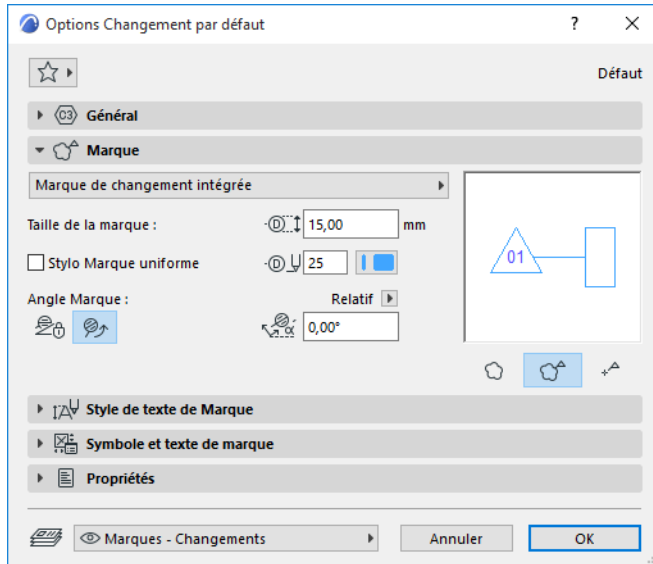 Options Changement par défaut
?
Défaut
C3 Général
Marque
Marque de changement intégrée
Taille de la marque :
D
15,00
mm
Stylo Marque uniforme
D
25
Angle Marque :
Relatif
α
0,00°
01
A
Style de texte de Marque
Symbole et texte de marque
Propriétés
Marques - Changements
Annuler
OK